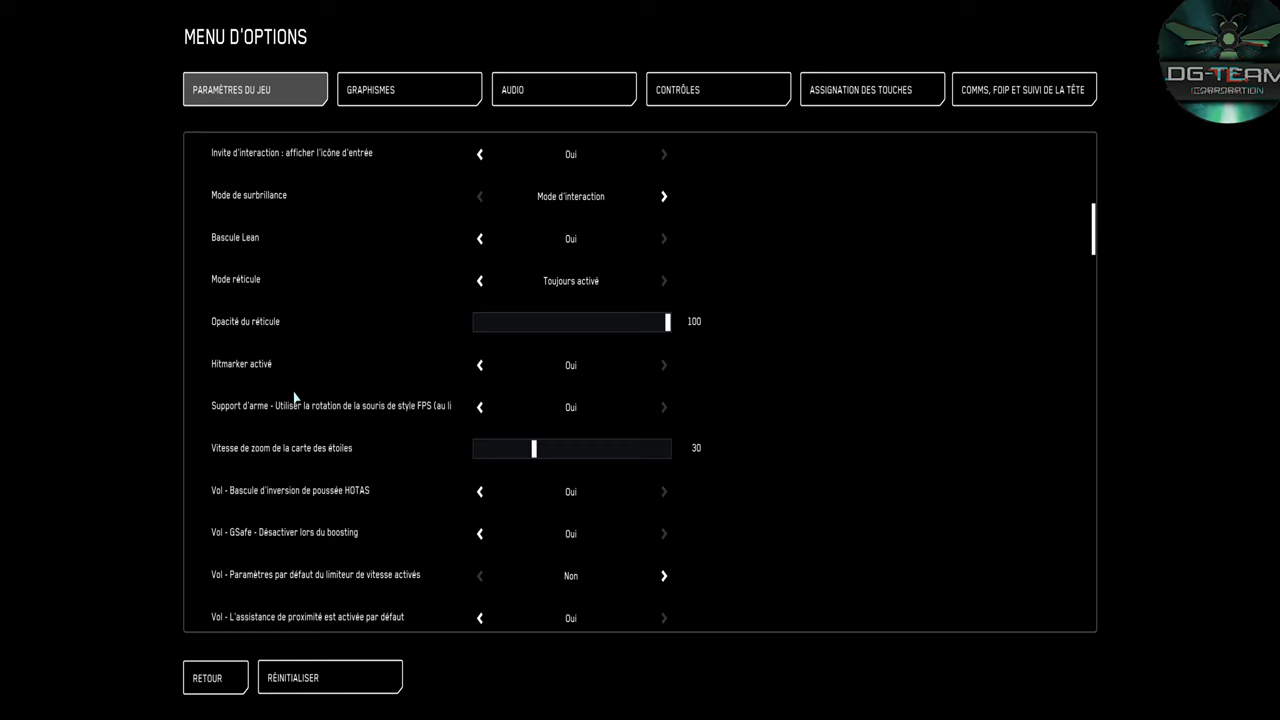 MENU D'OPTIONS
PARAMÈTRES DU JEU
GRAPHISMES
AUDIO
CONTRÔLES
ASSIGNATION DES TOUCHES
COMMS, FOIP ET SUIVI DE LA TÊTE
DG-TEAM
CORPORATION
Invite d'interaction : afficher l'icône d'entrée
Oui
Mode de surbrillance
Mode d'interaction
Bascule Lean
Oui
Mode réticule
Toujours activé
Opacité du réticule
100
Hitmarker activé
Oui
Support d'arme - Utiliser la rotation de la souris de style FPS (au li
Oui
Vitesse de zoom de la carte des étoiles
30
Vol - Bascule d'inversion de poussée HOTAS
Oui
Vol - GSafe - Désactiver lors du boosting
Oui
Vol - Paramètres par défaut du limiteur de vitesse activés
Non
Vol - L'assistance de proximité est activée par défaut
Oui
RETOUR
RÉINITIALISER